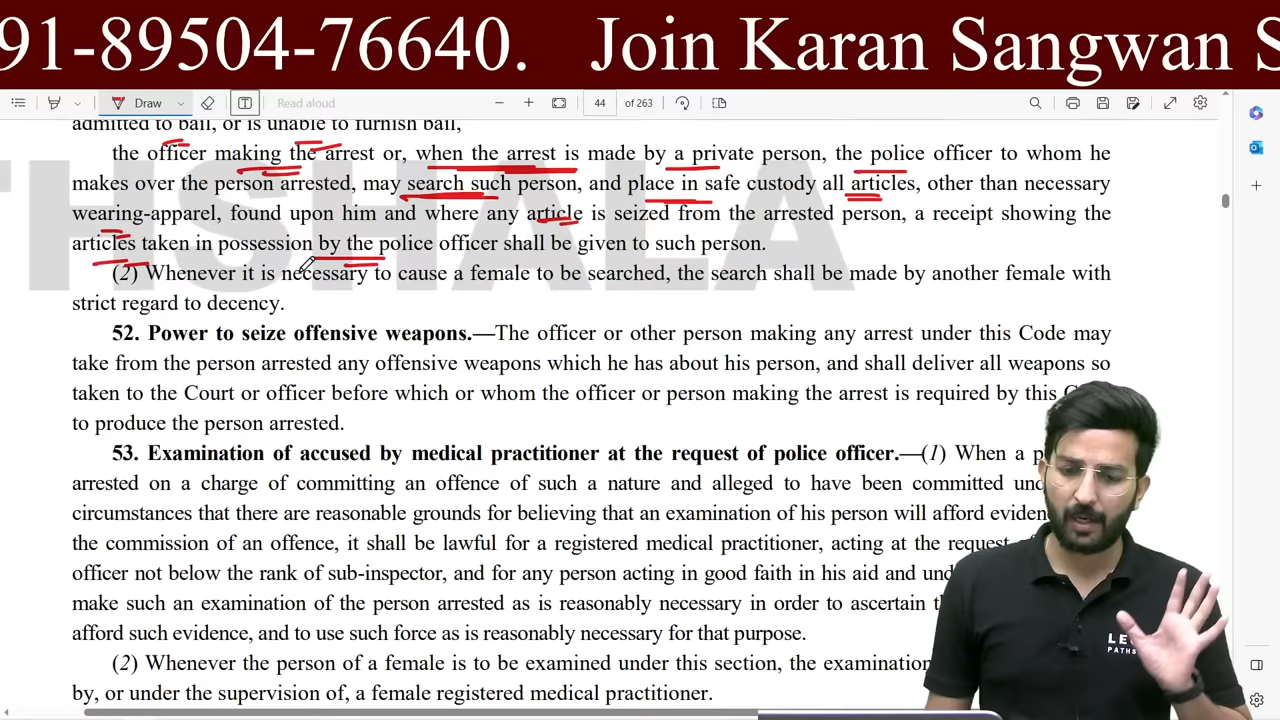 91-89504-76640. Join Karan Sangwan S
Draw
Read aloud
44 of 263
admitted to bail, or is unable to furnish bail,
the officer making the arrest or, when the arrest is made by a private person, the police officer to whom he
makes over the person arrested, may search such person, and place in safe custody all articles, other than necessary
wearing-apparel, found upon him and where any article is seized from the arrested person, a receipt showing the
articles taken in possession by the police officer shall be given to such person.
(2) Whenever it is necessary to cause a female to be searched, the search shall be made by another female with
strict regard to decency.
THSHALA
52. Power to seize offensive weapons.—The officer or other person making any arrest under this Code may
take from the person arrested any offensive weapons which he has about his person, and shall deliver all weapons so
taken to the Court or officer before which or whom the officer or person making the arrest is required by this
to produce the person arrested.
53. Examination of accused by medical practitioner at the request of police officer.—(1) When a
arrested on a charge of committing an offence of such a nature and alleged to have been committed
circumstances that there are reasonable grounds for believing that an examination of his person will afford
the commission of an offence, it shall be lawful for a registered medical practitioner, acting at the request
officer not below the rank of sub-inspector, and for any person acting in good faith in his aid and
make such an examination of the person arrested as is reasonably necessary in order to ascertain
afford such evidence, and to use such force as is reasonably necessary for that purpose.
(2) Whenever the person of a female is to be examined under this section, the examination
by, or under the supervision of, a female registered medical practitioner.
LE
PATHS